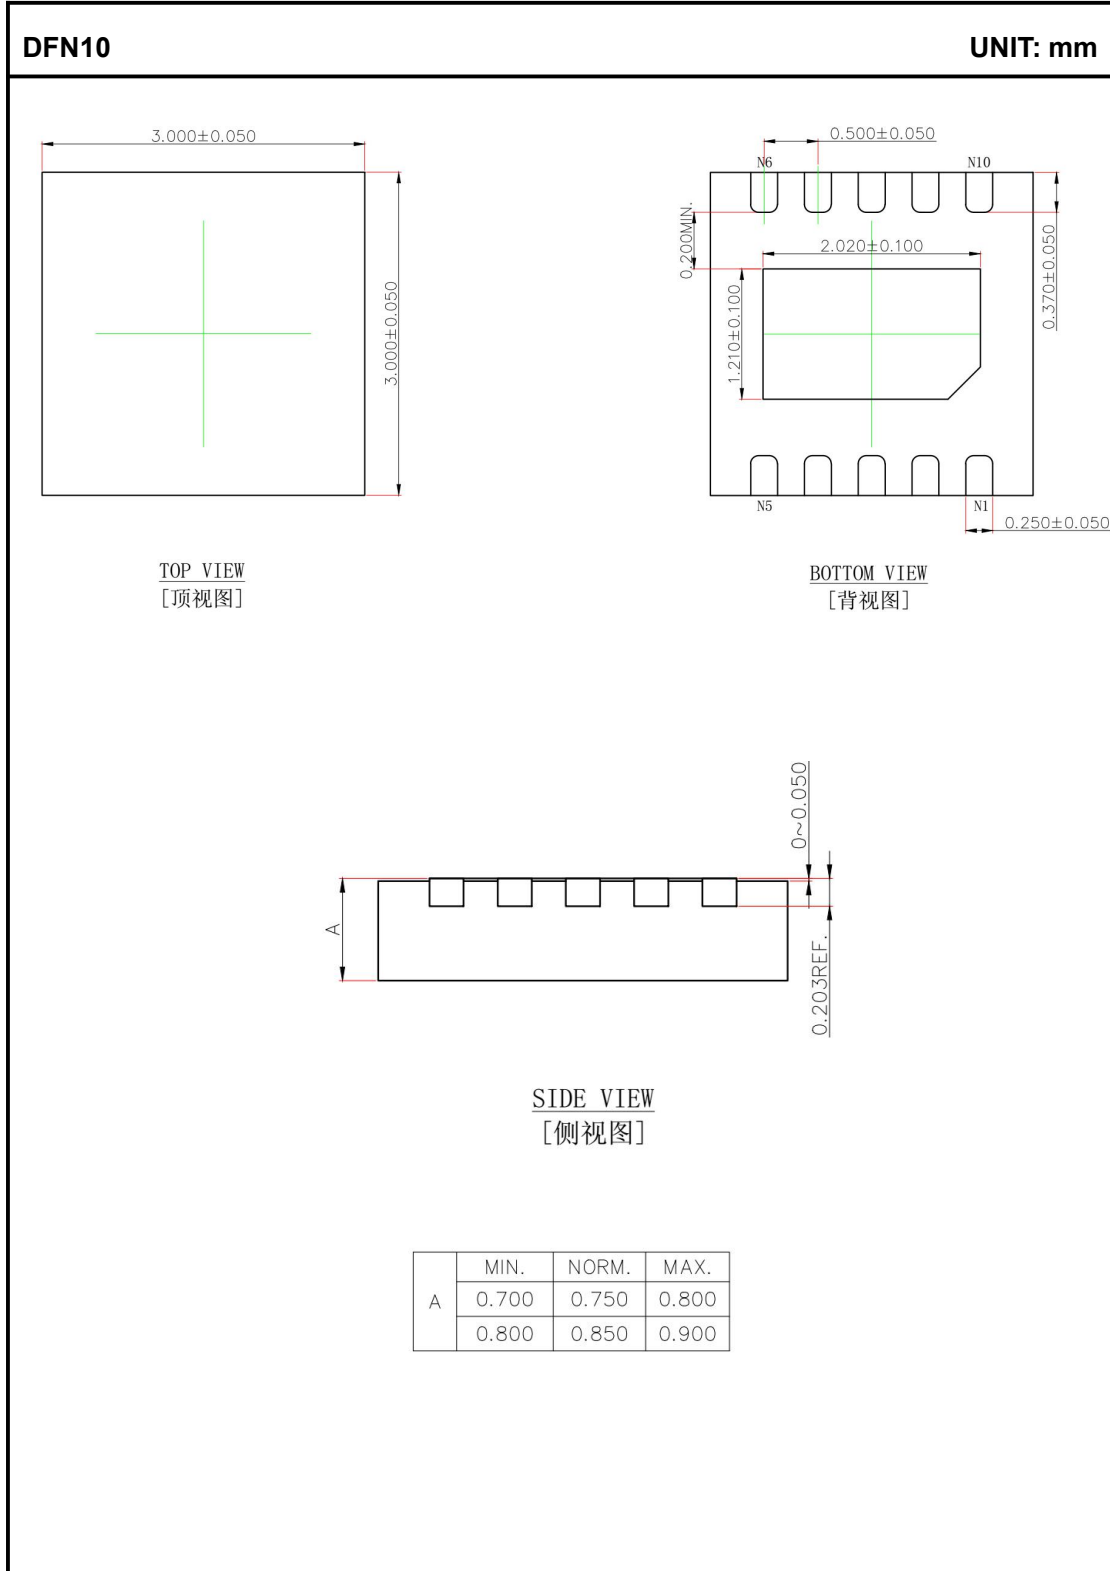 DFN10 UNIT: mm
3.000±0.050
3.000±0.050
TOP VIEW
[顶视图]
0.500±0.050
N6 N10
0.200MIN.
2.020±0.100
0.370±0.050
1.210±0.100
N5 N1
0.250±0.050
BOTTOM VIEW
[背视图]
0~0.050
A
0.203REF.
SIDE VIEW
[侧视图]
MIN. NORM. MAX.
A 0.700 0.750 0.800
0.800 0.850 0.900